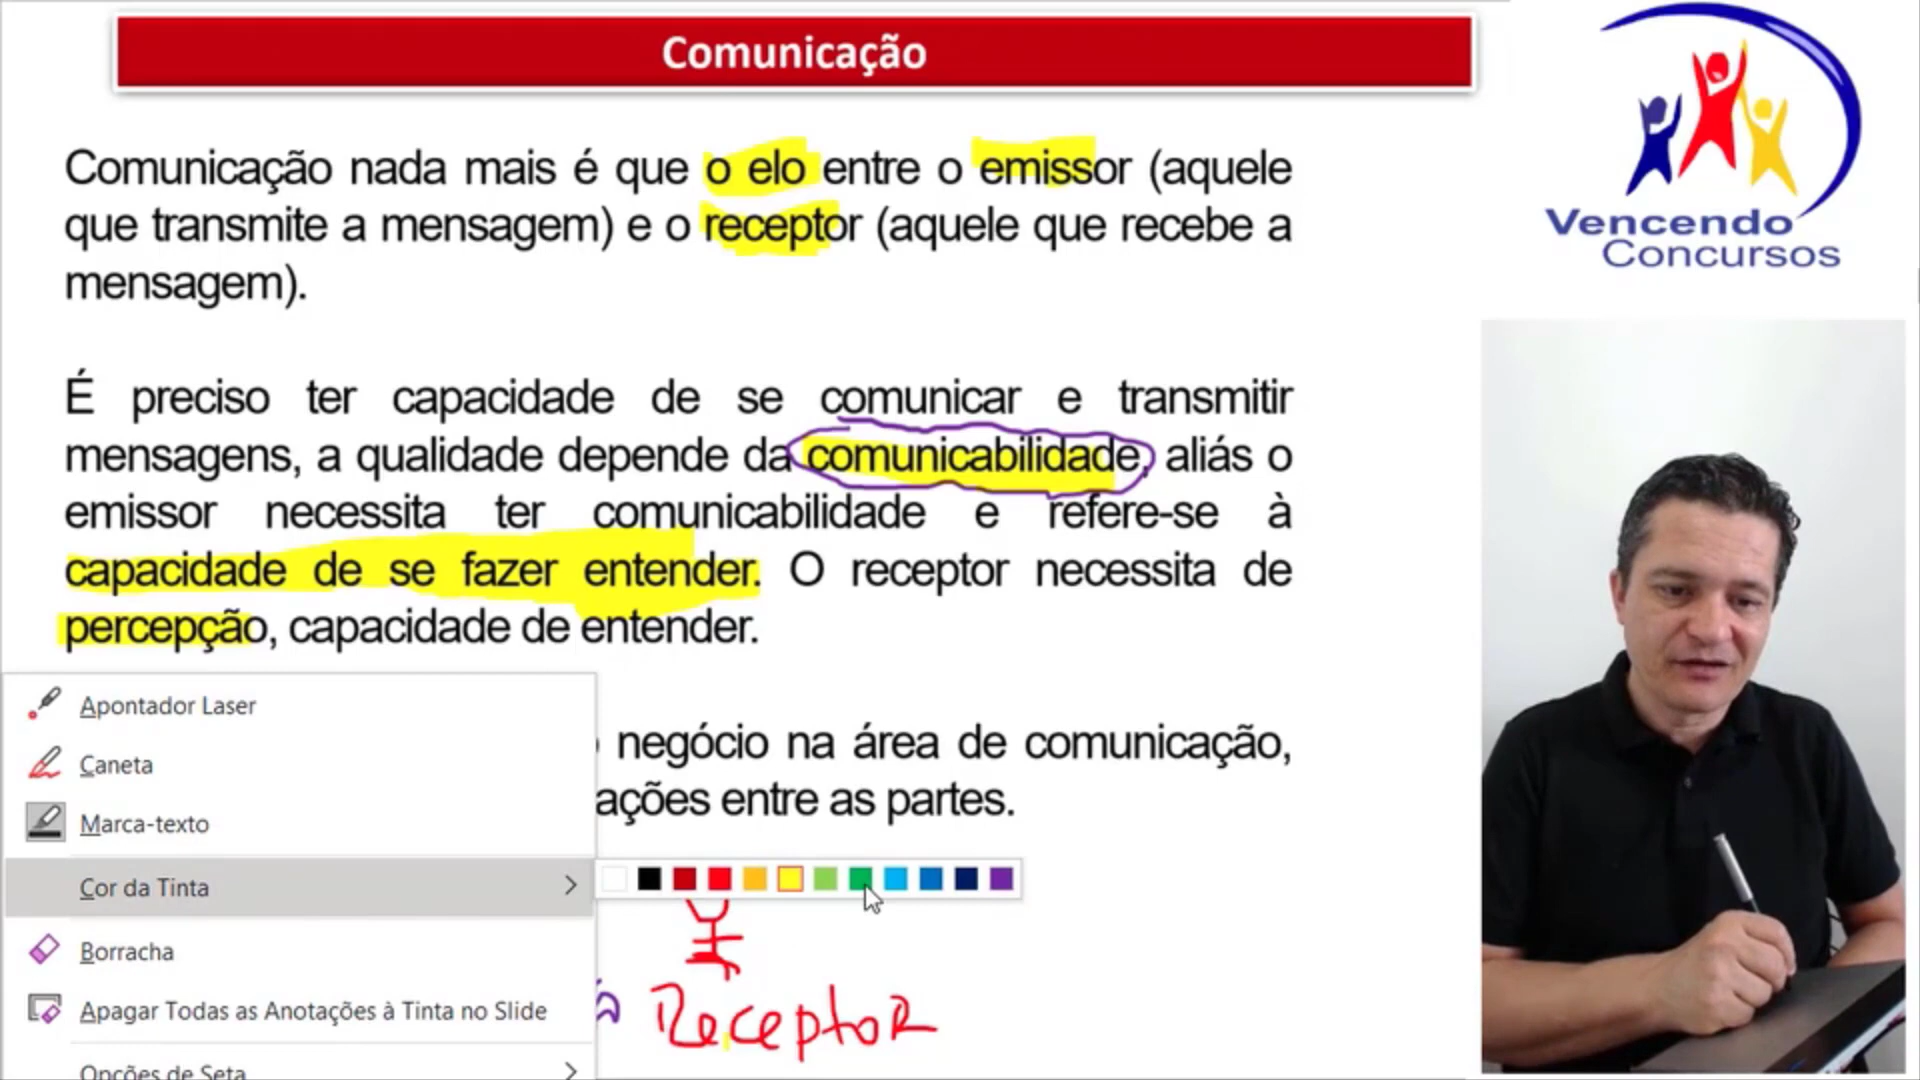 Comunicação
Comunicação nada mais é que o elo entre o emissor (aquele
que transmite a mensagem) e o receptor (aquele que recebe a
mensagem).
É preciso ter capacidade de se comunicar e transmitir
mensagens, a qualidade depende da comunicabilidade, aliás o
emissor necessita ter comunicabilidade e refere-se à
capacidade de se fazer entender. O receptor necessita de
percepção, capacidade de entender.
negócio na área de comunicação,
ações entre as partes.
Apontador Laser
Caneta
Marca-texto
Cor da Tinta
Borracha
Apagar Todas as Anotações à Tinta no Slide
Opções de Seta
Receptor
Vencendo
Concursos